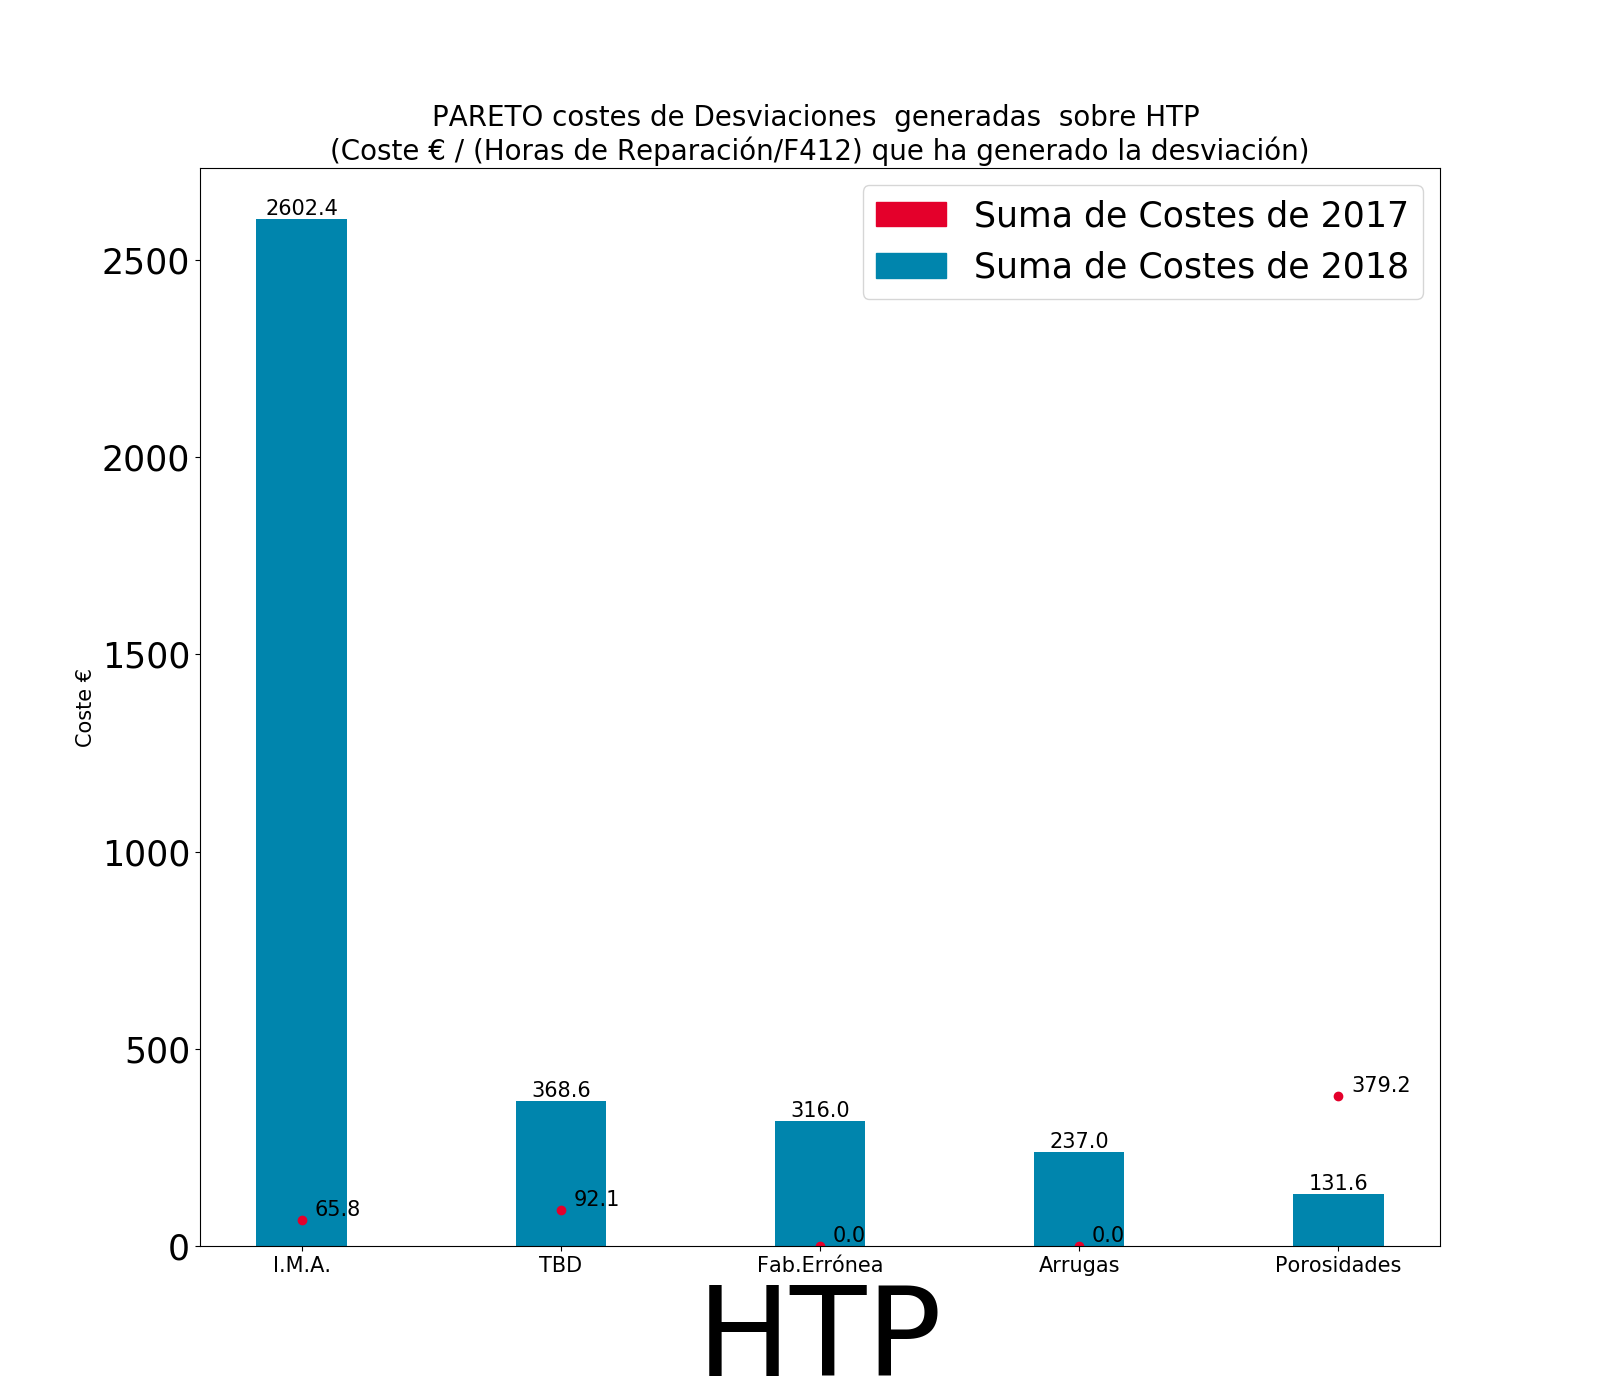 PARETO costes de Desviaciones  generadas  sobre HTP
(Coste € / (Horas de Reparación/F412) que ha generado la desviación)
Suma de Costes de 2017
Suma de Costes de 2018
Coste €
2500
2000
1500
1000
500
0
2602.4
65.8
368.6
92.1
316.0
0.0
237.0
0.0
379.2
131.6
I.M.A.
TBD
Fab.Errónea
Arrugas
Porosidades
HTP